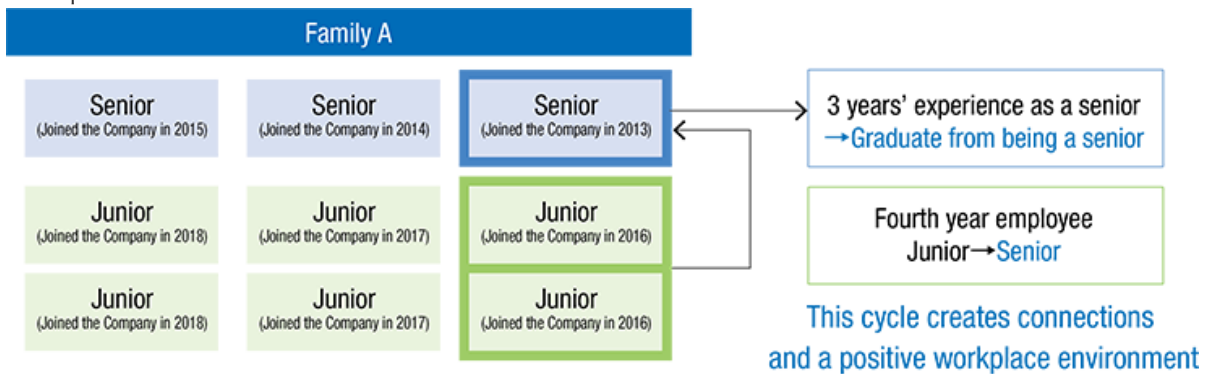 Family A
Senior
(Joined the Company in 2015)
Senior
(Joined the Company in 2014)
Senior
(Joined the Company in 2013)
3 years' experience as a senior
→Graduate from being a senior
Junior
(Joined the Company in 2018)
Junior
(Joined the Company in 2017)
Junior
(Joined the Company in 2016)
Fourth year employee
Junior→Senior
Junior
(Joined the Company in 2018)
Junior
(Joined the Company in 2017)
Junior
(Joined the Company in 2016)
This cycle creates connections
and a positive workplace environment